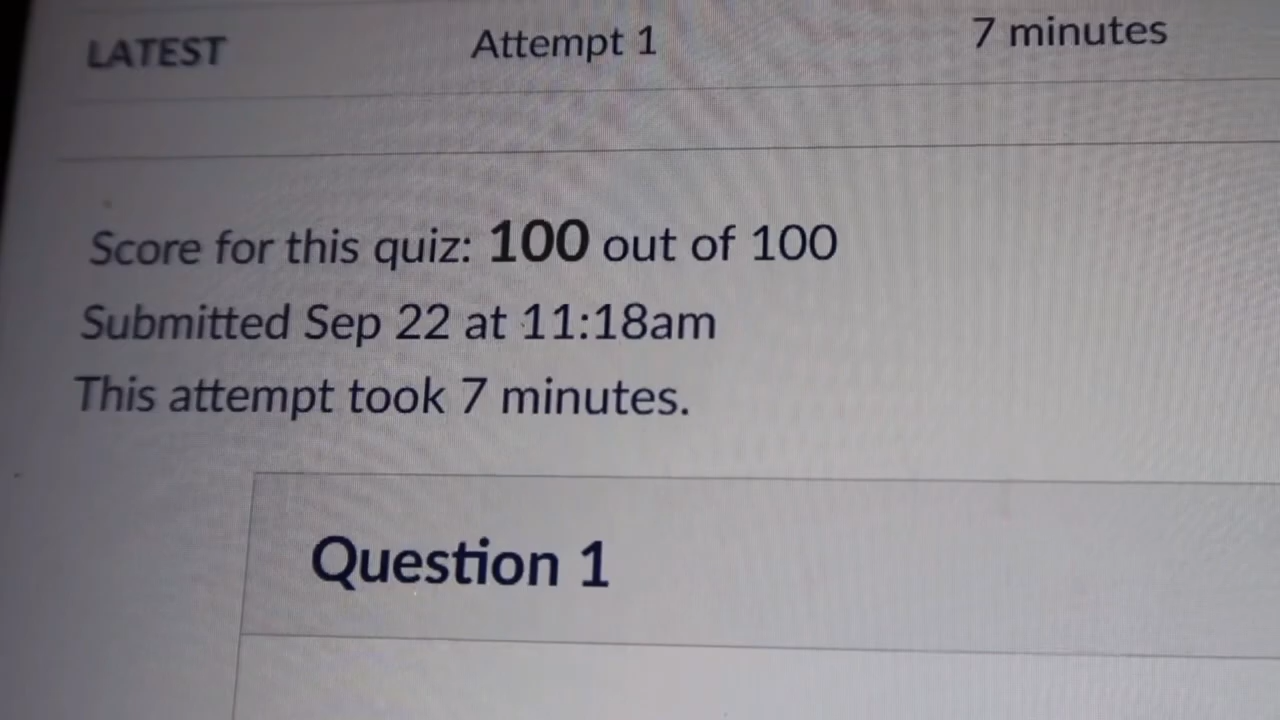 LATEST Attempt 1 7 minutes
Score for this quiz: 100 out of 100
Submitted Sep 22 at 11:18am
This attempt took 7 minutes.
Question 1